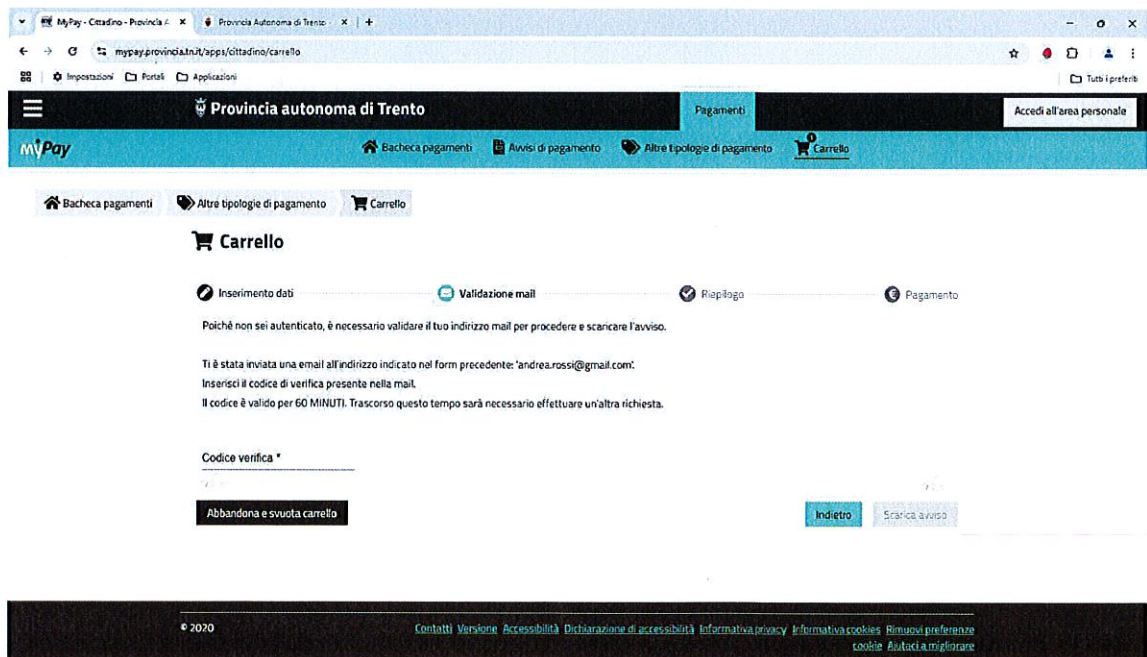 MyPay - Cittadino - Provincia A
Provincia Autonoma di Trento -
mypay.provincia.tn.it/apps/cittadino/carrello
Impostazioni Portali Applicazioni Tutti i preferiti
Provincia autonoma di Trento Pagamenti Accedi all'area personale
myPay Bacheca pagamenti Avvisi di pagamento Altre tipologie di pagamento 1 Carrello
Bacheca pagamenti Altre tipologie di pagamento Carrello
Carrello
Inserimento dati Validazione mail Riepilogo Pagamento
Poiché non sei autenticato, è necessario validare il tuo indirizzo mail per procedere e scaricare l'avviso.
Ti è stata inviata una email all'indirizzo indicato nel form precedente: 'andrea.rossi@gmail.com'.
Inserisci il codice di verifica presente nella mail.
Il codice è valido per 60 MINUTI. Trascorso questo tempo sarà necessario effettuare un'altra richiesta.
Codice verifica *
Abbandona e svuota carrello Indietro Scarica avviso
© 2020 Contatti Versione Accessibilità Dichiarazione di accessibilità Informativa privacy Informativa cookies Rimuovi preferenze
cookie Aiutaci a migliorare